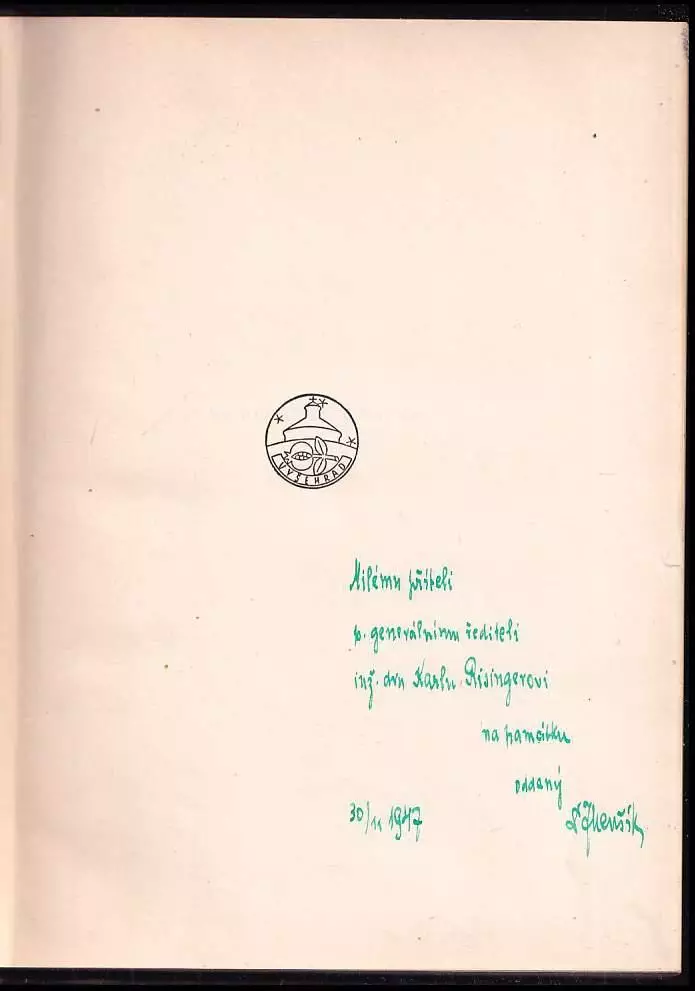 VYŠEHRAD
Milému příteli
p. generálnímu řediteli
inž. dru Karlu Risingerovi
na památku
oddaný
30/11 1947